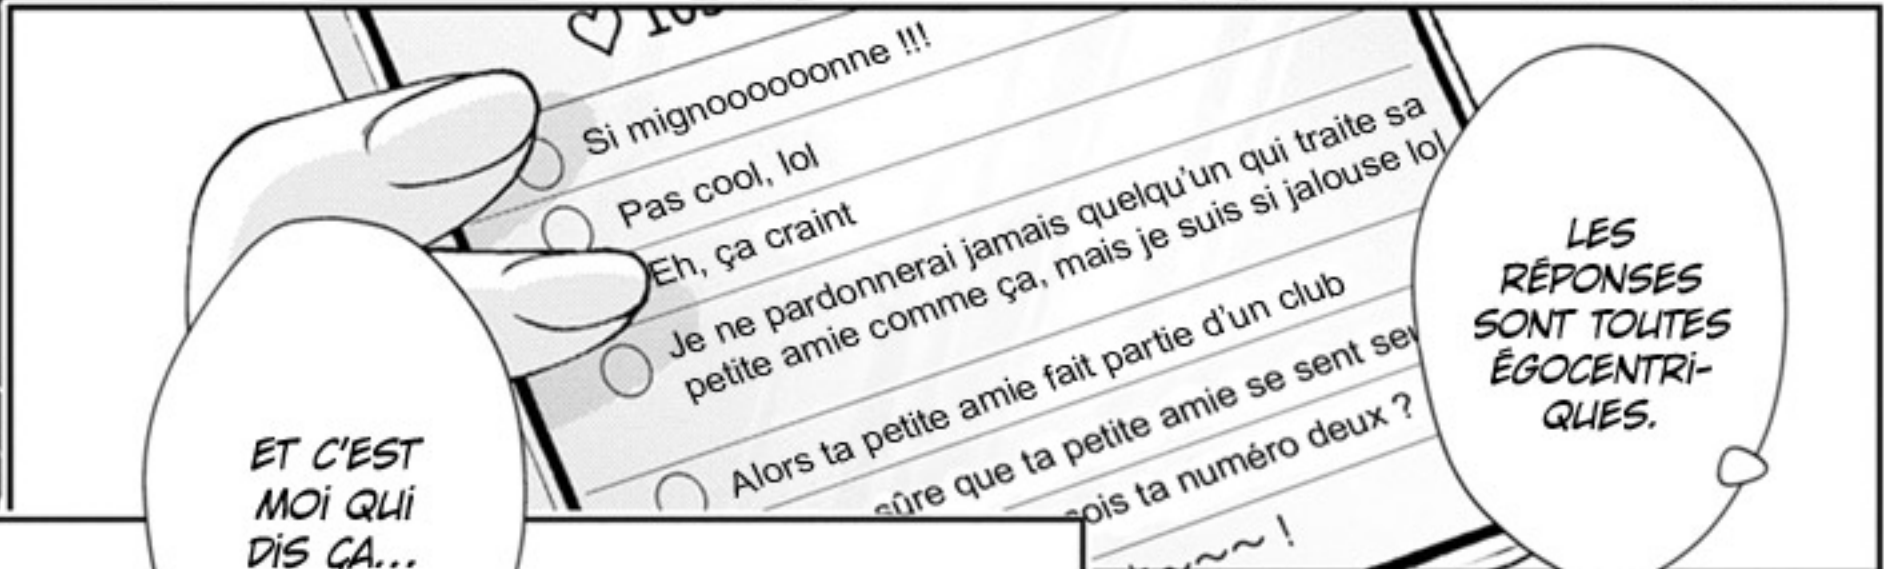 Si mignoooooonne !!!
Pas cool, lol
Eh, ça craint
Je ne pardonnerai jamais quelqu'un qui traite sa
petite amie comme ça, mais je suis si jalouse lol
Alors ta petite amie fait partie d'un club
sûre que ta petite amie se sent
ta numéro deux ?
~~ !
LES
RÉPONSES
SONT TOUTES
ÉGOCENTRI-
QUES.
ET C'EST
MOI QUI
DIS ÇA...